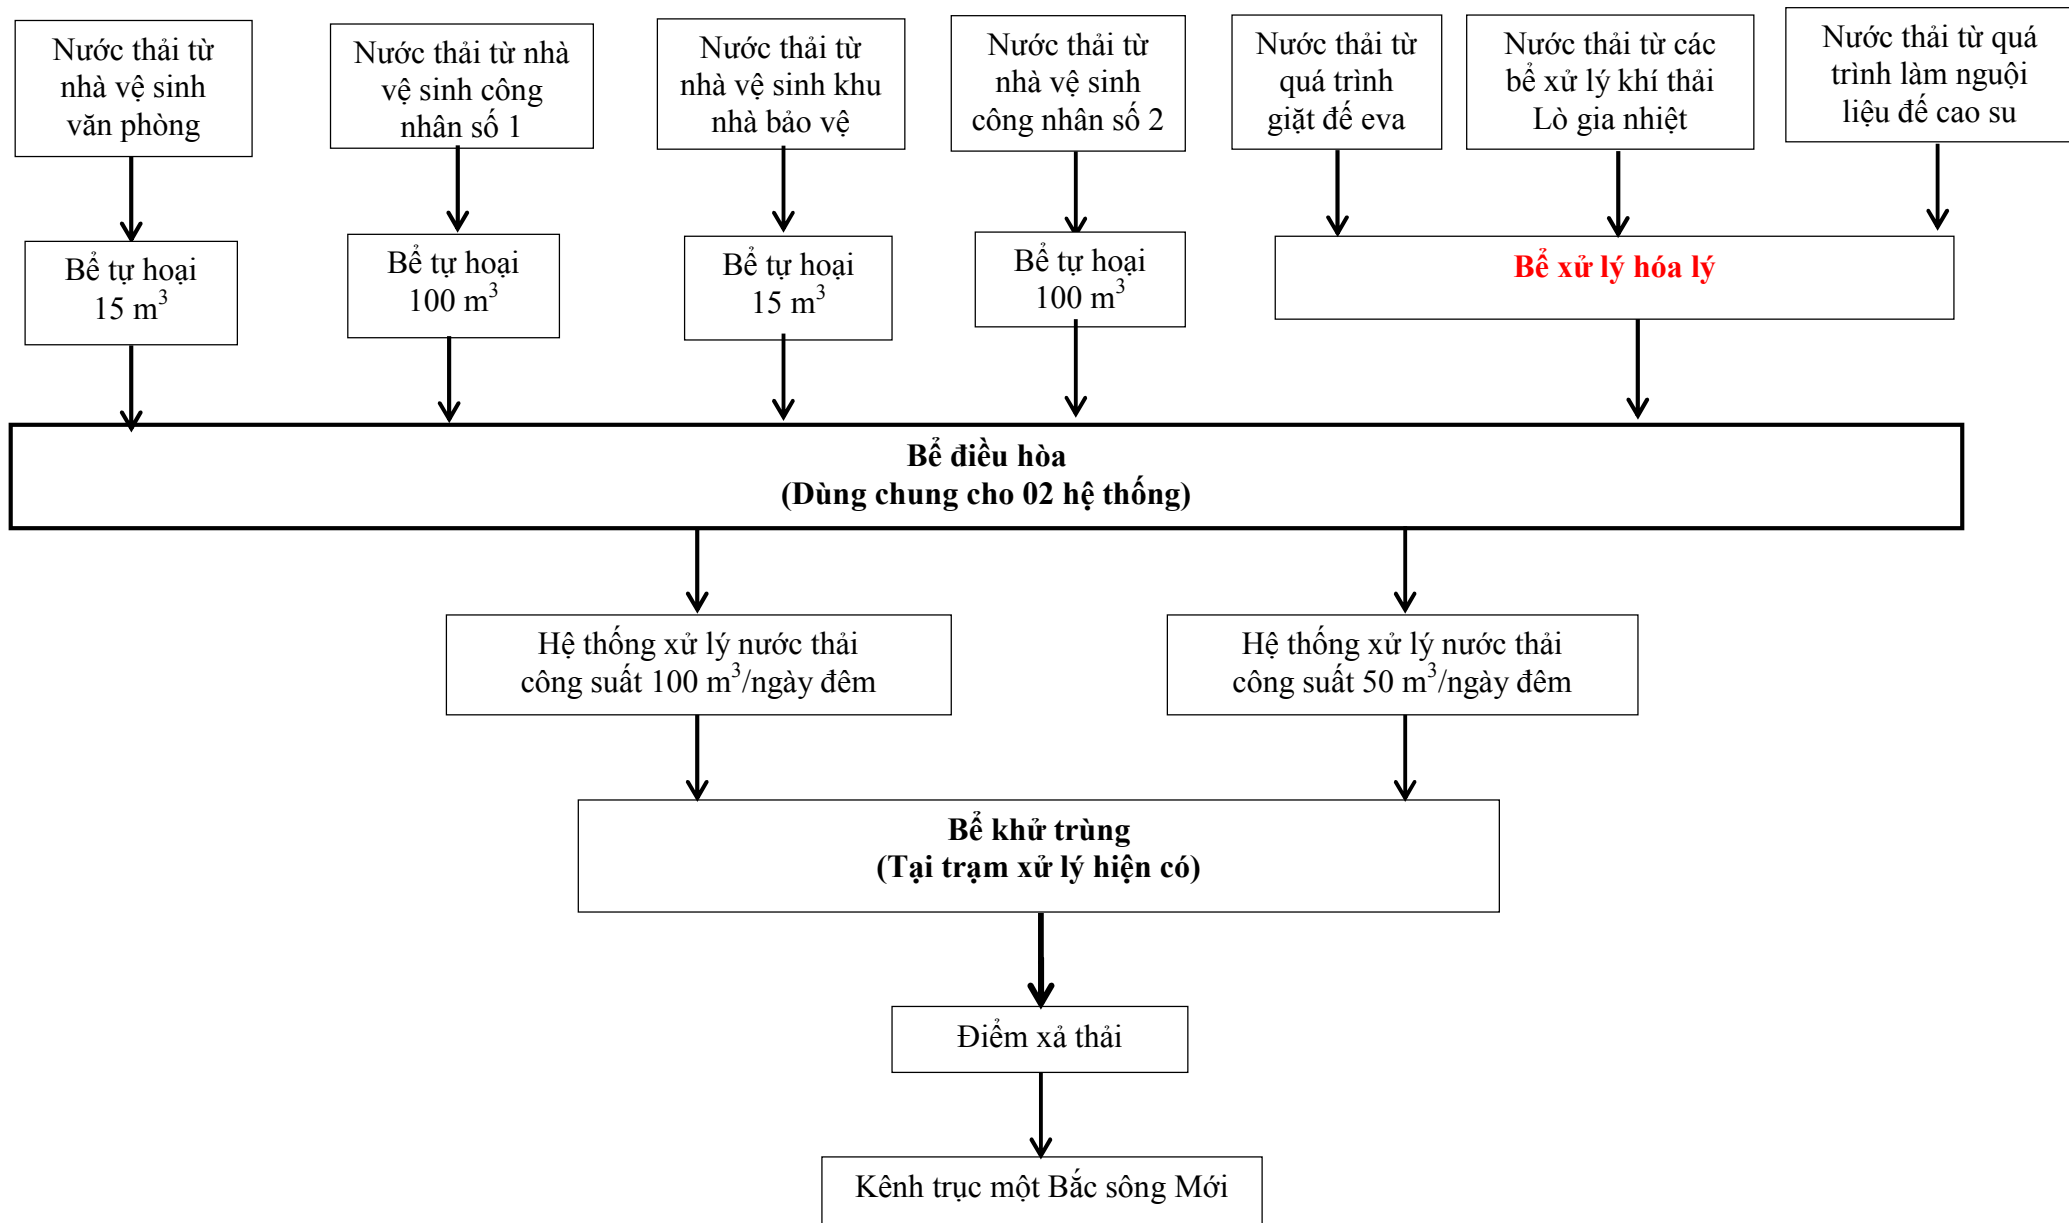 Nước thải từ
nhà vệ sinh
văn phòng
Nước thải từ nhà
vệ sinh công
nhân số 1
Nước thải từ
nhà vệ sinh khu
nhà bảo vệ
Nước thải từ
nhà vệ sinh
công nhân số 2
Nước thải từ
quá trình
giặt đế eva
Nước thải từ các
bể xử lý khí thải
Lò gia nhiệt
Nước thải từ quá
trình làm nguội
liệu đế cao su
Bể tự hoại
15 m³
Bể tự hoại
100 m³
Bể tự hoại
15 m³
Bể tự hoại
100 m³
Bể xử lý hóa lý
Bể điều hòa
(Dùng chung cho 02 hệ thống)
Hệ thống xử lý nước thải
công suất 100 m³/ngày đêm
Hệ thống xử lý nước thải
công suất 50 m³/ngày đêm
Bể khử trùng
(Tại trạm xử lý hiện có)
Điểm xả thải
Kênh trục một Bắc sông Mới